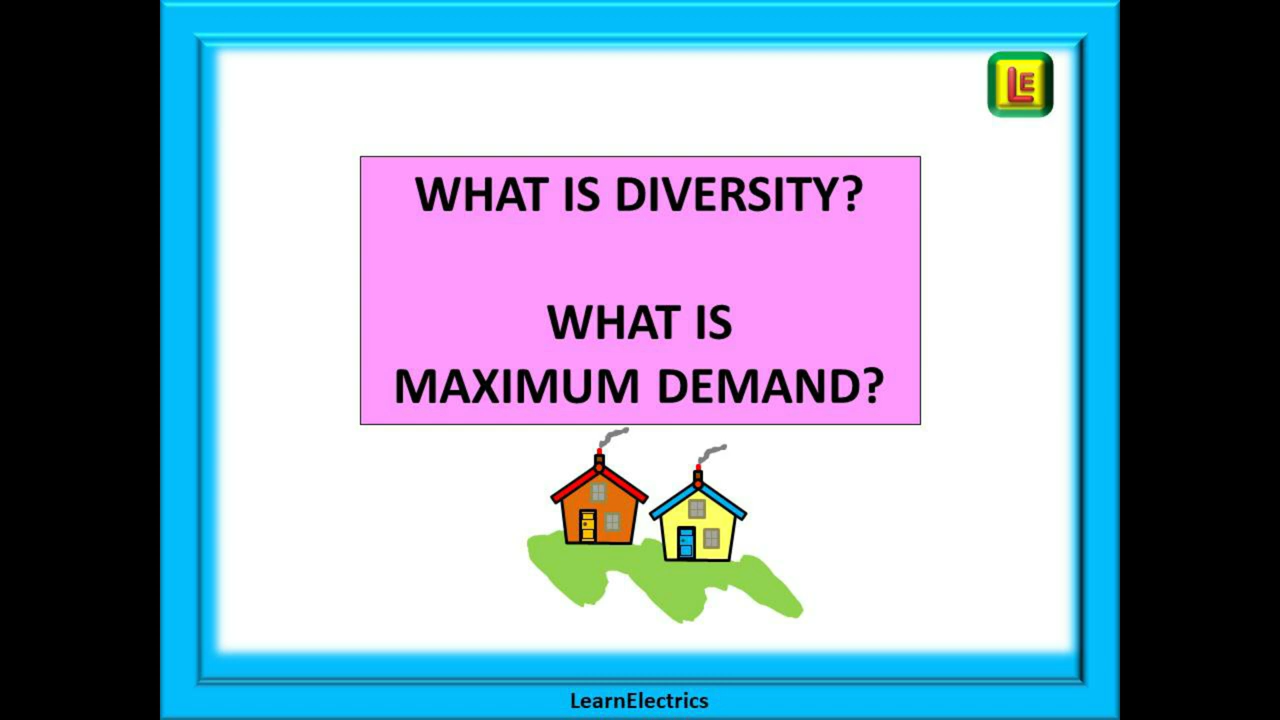 LE
WHAT IS DIVERSITY?
WHAT IS
MAXIMUM DEMAND?
LearnElectrics